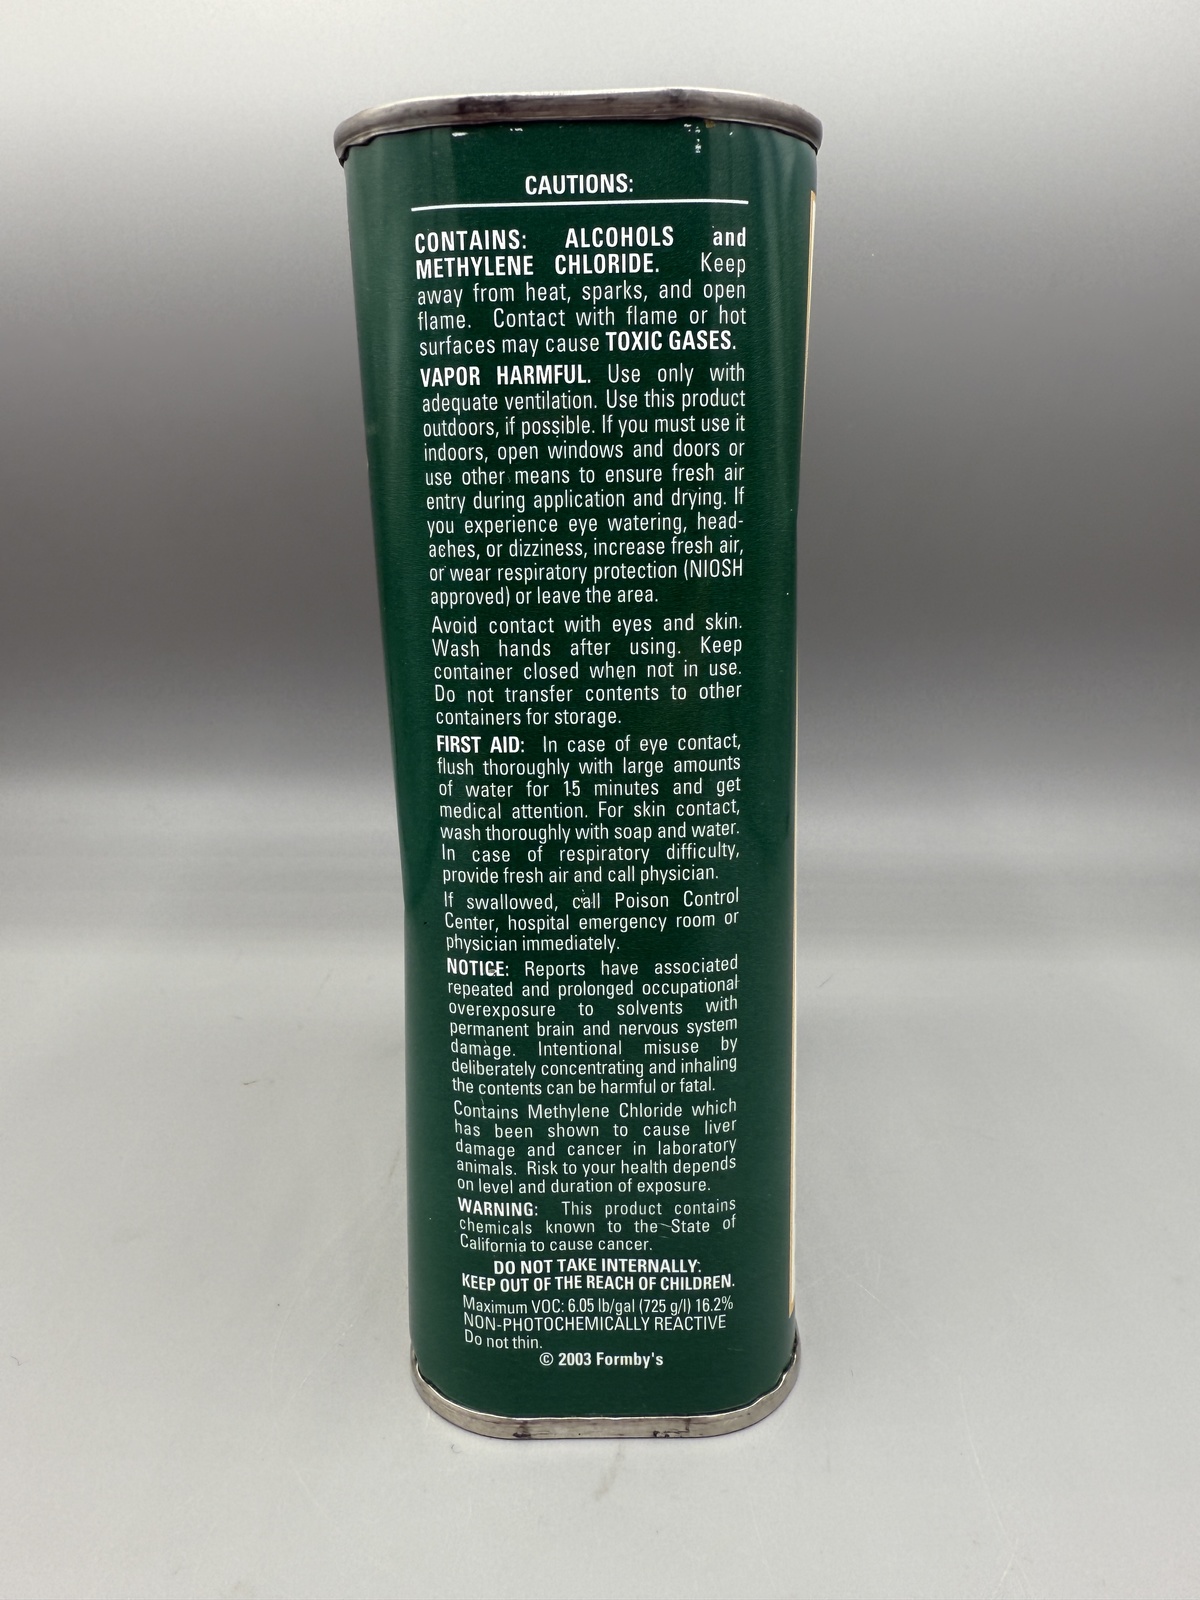 CAUTIONS:
CONTAINS: ALCOHOLS and
METHYLENE CHLORIDE. Keep
away from heat, sparks, and open
flame. Contact with flame or hot
surfaces may cause TOXIC GASES.
VAPOR HARMFUL. Use only with
adequate ventilation. Use this product
outdoors, if possible. If you must use it
indoors, open windows and doors or
use other means to ensure fresh air
entry during application and drying. If
you experience eye watering, head-
aches, or dizziness, increase fresh air,
or wear respiratory protection (NIOSH
approved) or leave the area.
Avoid contact with eyes and skin.
Wash hands after using. Keep
container closed when not in use.
Do not transfer contents to other
containers for storage.
FIRST AID: In case of eye contact,
flush thoroughly with large amounts
of water for 15 minutes and get
medical attention. For skin contact,
wash thoroughly with soap and water.
In case of respiratory difficulty,
provide fresh air and call physician.
If swallowed, call Poison Control
Center, hospital emergency room or
physician immediately.
NOTICE: Reports have associated
repeated and prolonged occupational
overexposure to solvents with
permanent brain and nervous system
damage. Intentional misuse by
deliberately concentrating and inhaling
the contents can be harmful or fatal.
Contains Methylene Chloride which
has been shown to cause liver
damage and cancer in laboratory
animals. Risk to your health depends
on level and duration of exposure.
WARNING: This product contains
chemicals known to the State of
California to cause cancer.
DO NOT TAKE INTERNALLY.
KEEP OUT OF THE REACH OF CHILDREN.
Maximum VOC: 6.05 lb/gal (725 g/l) 16.2%
NON-PHOTOCHEMICALLY REACTIVE
Do not thin.
© 2003 Formby's